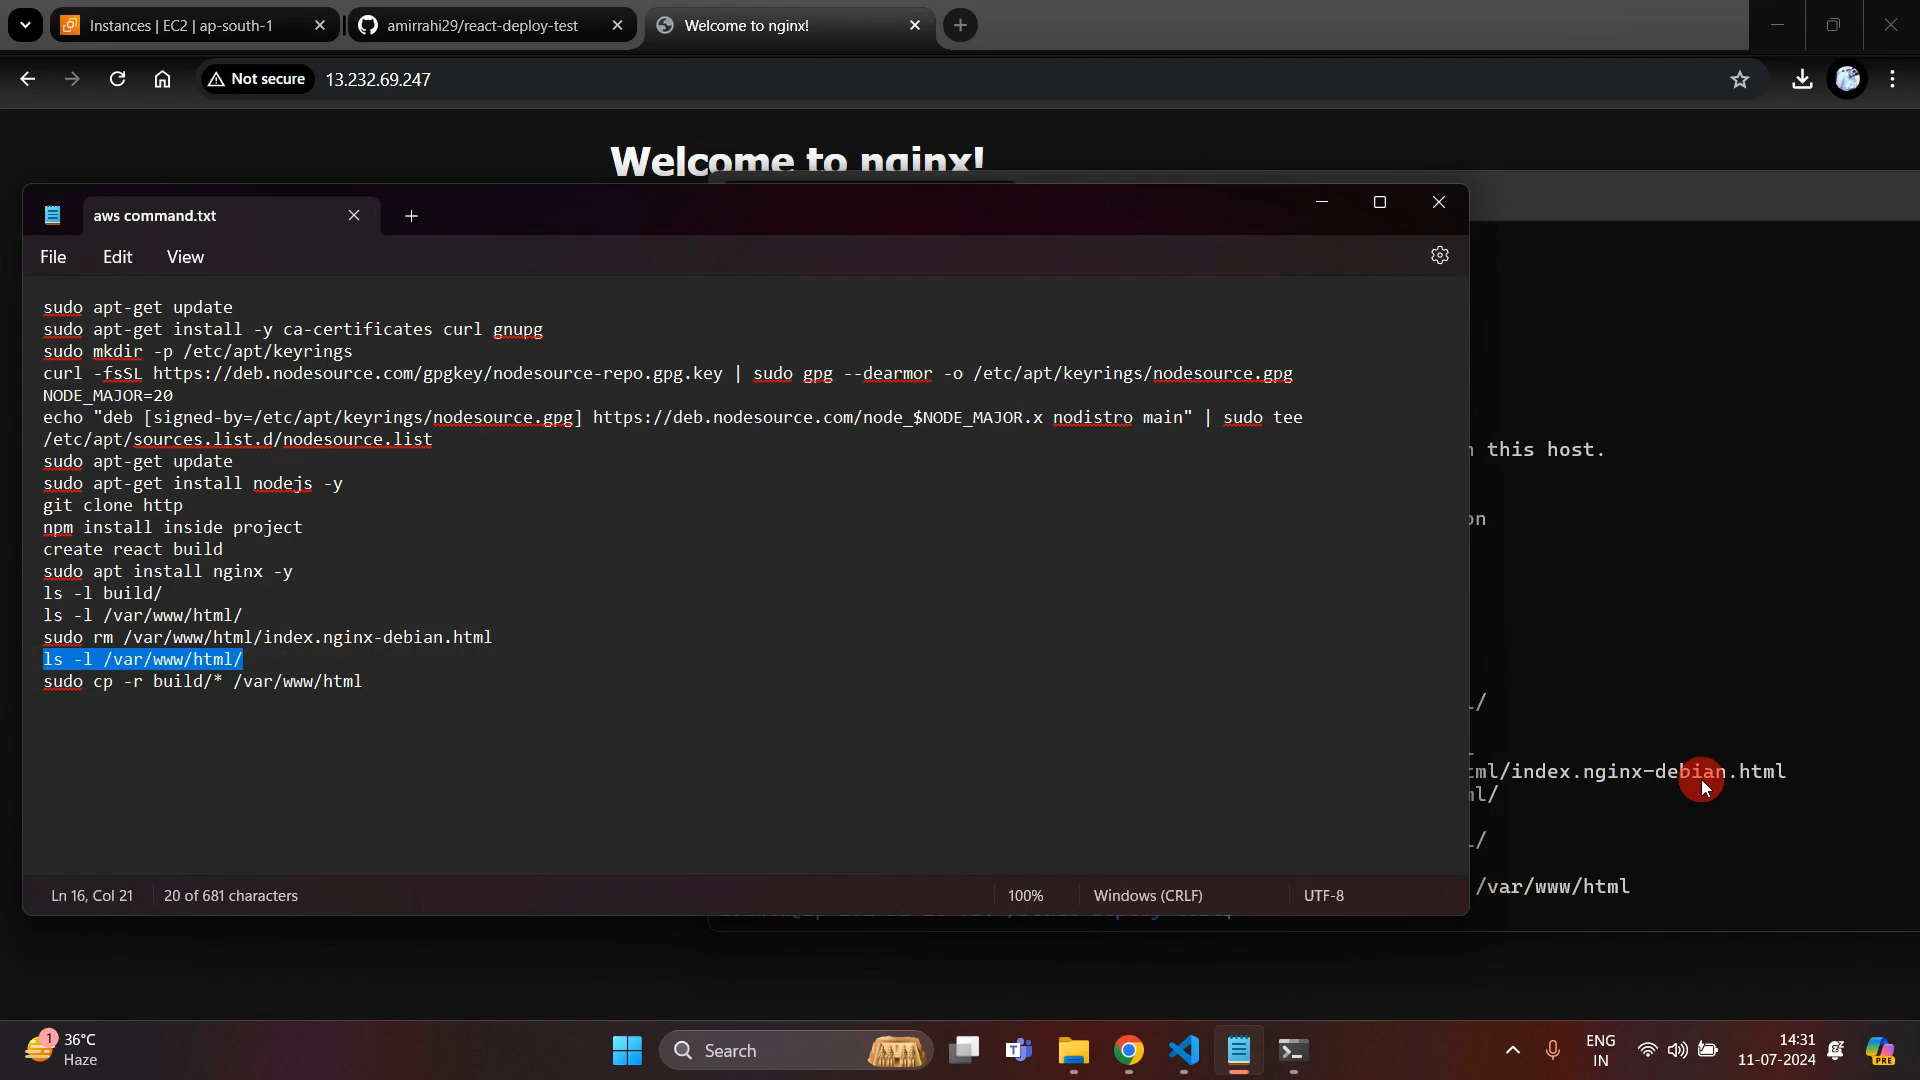 Instances | EC2 | ap-south-1
amirrahi29/react-deploy-test
Welcome to nginx!
Not secure
13.232.69.247
Welcome to nginx!
aws command.txt
File
Edit
View
sudo apt-get update
sudo apt-get install -y ca-certificates curl gnupg
sudo mkdir -p /etc/apt/keyrings
curl -fsSL https://deb.nodesource.com/gpgkey/nodesource-repo.gpg.key | sudo gpg --dearmor -o /etc/apt/keyrings/nodesource.gpg
NODE_MAJOR=20
echo "deb [signed-by=/etc/apt/keyrings/nodesource.gpg] https://deb.nodesource.com/node_$NODE_MAJOR.x nodistro main" | sudo tee
/etc/apt/sources.list.d/nodesource.list
sudo apt-get update
sudo apt-get install nodejs -y
git clone http
npm install inside project
create react build
sudo apt install nginx -y
ls -l build/
ls -l /var/www/html/
sudo rm /var/www/html/index.nginx-debian.html
ls -l /var/www/html/
sudo cp -r build/* /var/www/html
this host.
on
l/
ml/index.nginx-debian.html
ml/
l/
/var/www/html
Ln 16, Col 21
20 of 681 characters
100%
Windows (CRLF)
UTF-8
1
36°C
Haze
Search
ENG
IN
14:31
11-07-2024
PRE